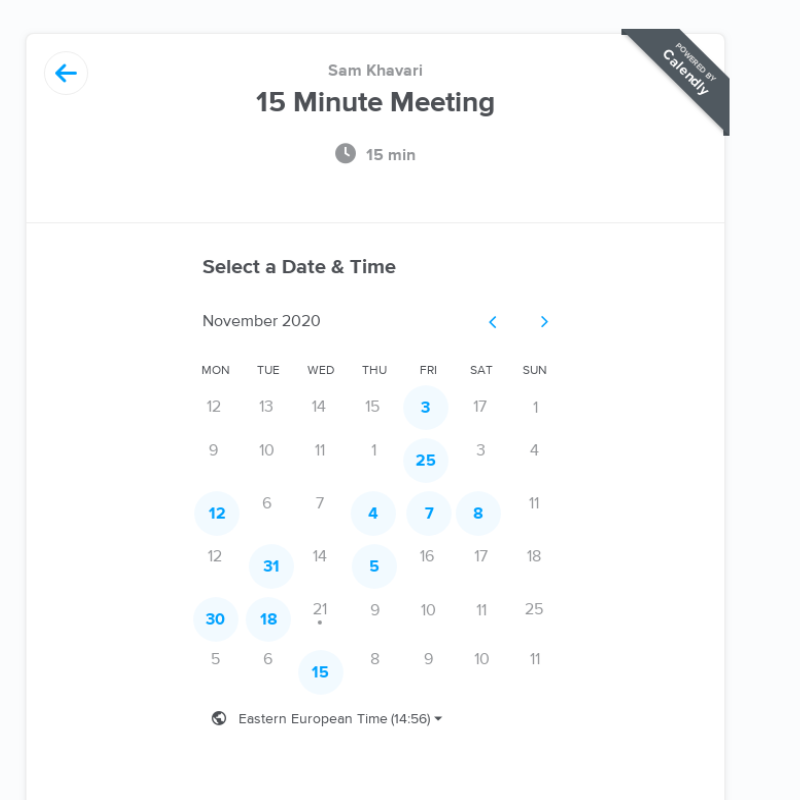 POWERED BY
Calendly
Sam Khavari
15 Minute Meeting
15 min
Select a Date & Time
November 2020
MON TUE WED THU FRI SAT SUN
12 13 14 15 3 17 1
9 10 11 1 25 3 4
12 6 7 4 7 8 11
12 31 14 5 16 17 18
30 18 21 9 10 11 25
5 6 15 8 9 10 11
Eastern European Time (14:56)